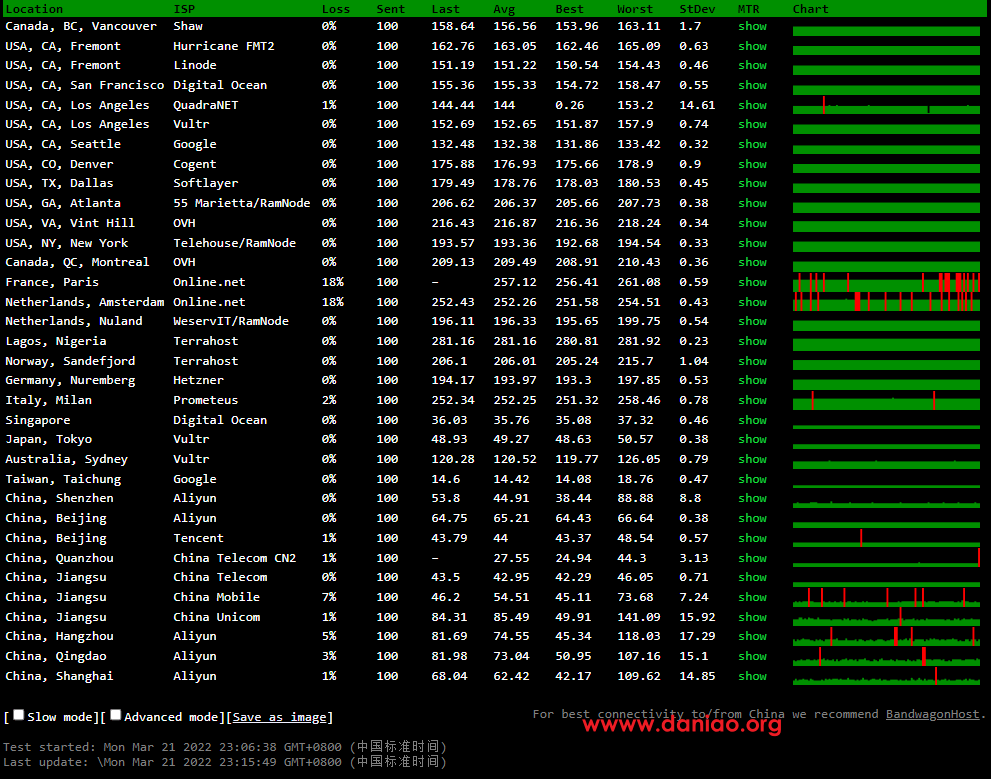 Location ISP Loss Sent Last Avg Best Worst StDev MTR Chart
Canada, BC, Vancouver Shaw 0% 100 158.64 156.56 153.96 163.11 1.7 show
USA, CA, Fremont Hurricane FMT2 0% 100 162.76 163.05 162.46 165.09 0.63 show
USA, CA, Fremont Linode 0% 100 151.19 151.22 150.54 154.43 0.46 show
USA, CA, San Francisco Digital Ocean 0% 100 155.36 155.33 154.72 158.47 0.55 show
USA, CA, Los Angeles QuadraNET 1% 100 144.44 144 0.26 153.2 14.61 show
USA, CA, Los Angeles Vultr 0% 100 152.69 152.65 151.87 157.9 0.74 show
USA, CA, Seattle Google 0% 100 132.48 132.38 131.86 133.42 0.32 show
USA, CO, Denver Cogent 0% 100 175.88 176.93 175.66 178.9 0.9 show
USA, TX, Dallas Softlayer 0% 100 179.49 178.76 178.03 180.53 0.45 show
USA, GA, Atlanta 55 Marietta/RamNode 0% 100 206.62 206.37 205.66 207.73 0.38 show
USA, VA, Vint Hill OVH 0% 100 216.43 216.87 216.36 218.24 0.34 show
USA, NY, New York Telehouse/RamNode 0% 100 193.57 193.36 192.68 194.54 0.33 show
Canada, QC, Montreal OVH 0% 100 209.13 209.49 208.91 210.43 0.36 show
France, Paris Online.net 18% 100 – 257.12 256.41 261.08 0.59 show
Netherlands, Amsterdam Online.net 18% 100 252.43 252.26 251.58 254.51 0.43 show
Netherlands, Nuland WeservIT/RamNode 0% 100 196.11 196.33 195.65 199.75 0.54 show
Lagos, Nigeria Terrahost 0% 100 281.16 281.16 280.81 281.92 0.23 show
Norway, Sandefjord Terrahost 0% 100 206.1 206.01 205.24 215.7 1.04 show
Germany, Nuremberg Hetzner 0% 100 194.17 193.97 193.3 197.85 0.53 show
Italy, Milan Prometeus 2% 100 252.34 252.25 251.32 258.46 0.78 show
Singapore Digital Ocean 0% 100 36.03 35.76 35.08 37.32 0.46 show
Japan, Tokyo Vultr 0% 100 48.93 49.27 48.63 50.57 0.38 show
Australia, Sydney Vultr 0% 100 120.28 120.52 119.77 126.05 0.79 show
Taiwan, Taichung Google 0% 100 14.6 14.42 14.08 18.76 0.47 show
China, Shenzhen Aliyun 0% 100 53.8 44.91 38.44 88.88 8.8 show
China, Beijing Aliyun 0% 100 64.75 65.21 64.43 66.64 0.38 show
China, Beijing Tencent 1% 100 43.79 44 43.37 48.54 0.57 show
China, Quanzhou China Telecom CN2 1% 100 – 27.55 24.94 44.3 3.13 show
China, Jiangsu China Telecom 0% 100 43.5 42.95 42.29 46.05 0.71 show
China, Jiangsu China Mobile 7% 100 46.2 54.51 45.11 73.68 7.24 show
China, Jiangsu China Unicom 1% 100 84.31 85.49 49.91 141.09 15.92 show
China, Hangzhou Aliyun 5% 100 81.69 74.55 45.34 118.03 17.29 show
China, Qingdao Aliyun 3% 100 81.98 73.04 50.95 107.16 15.1 show
China, Shanghai Aliyun 1% 100 68.04 62.42 42.17 109.62 14.85 show
[Slow mode][Advanced mode][Save as image]
For best connectivity to/from China we recommend BandwagonHost.
www.daniao.org
Test started: Mon Mar 21 2022 23:06:38 GMT+0800 (中国标准时间)
Last update: \Mon Mar 21 2022 23:15:49 GMT+0800 (中国标准时间)